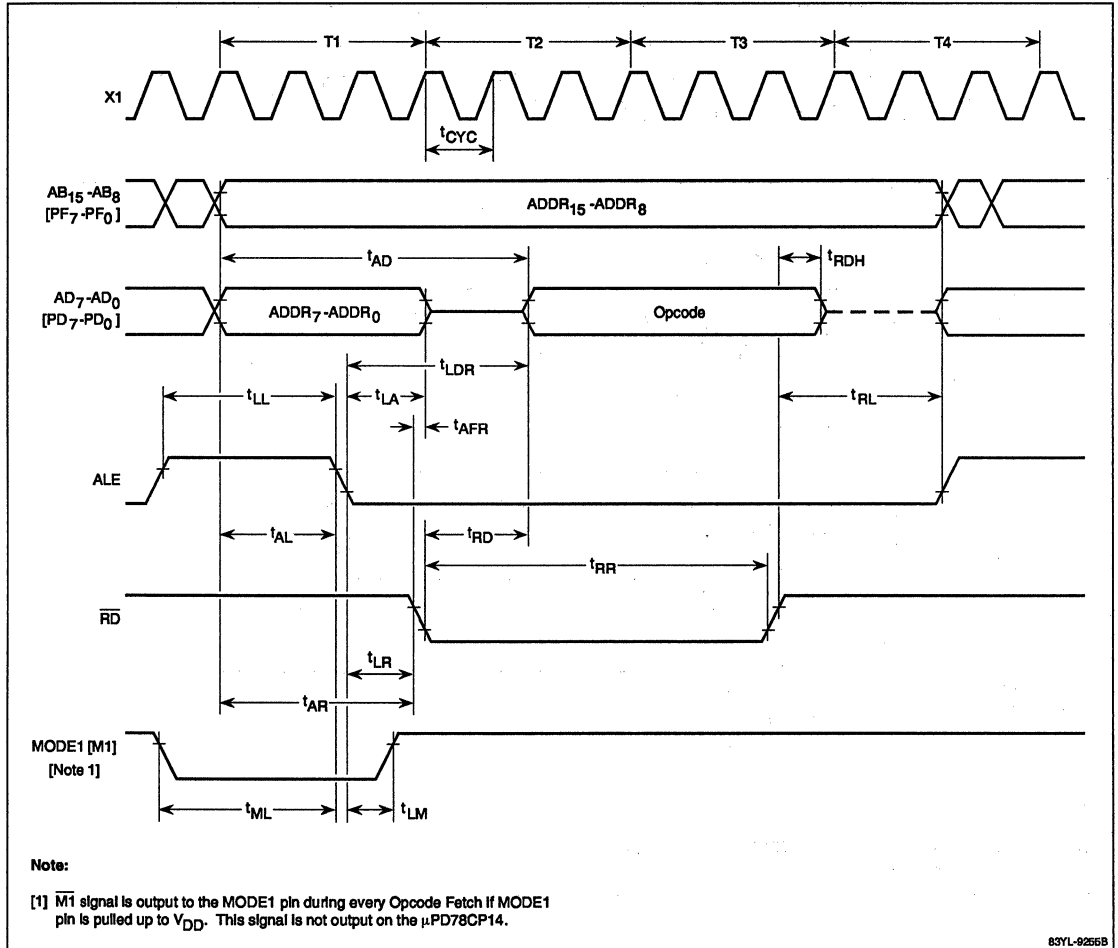 T1 T2 T3 T4
X1
tCYC
AB15 -AB8
[PF7 -PF0 ]
ADDR15 -ADDR8
tAD
tRDH
AD7 -AD0
[PD7 -PD0 ]
ADDR7 -ADDR0
Opcode
tLDR
tLL
tLA
tRL
tAFR
ALE
tAL
tRD
tRR
RD
tLR
tAR
MODE1 [M1]
[Note 1]
tML
tLM
Note:
[1] M1 signal is output to the MODE1 pin during every Opcode Fetch if MODE1
pin is pulled up to VDD. This signal is not output on the µPD78CP14.
83YL-9255B